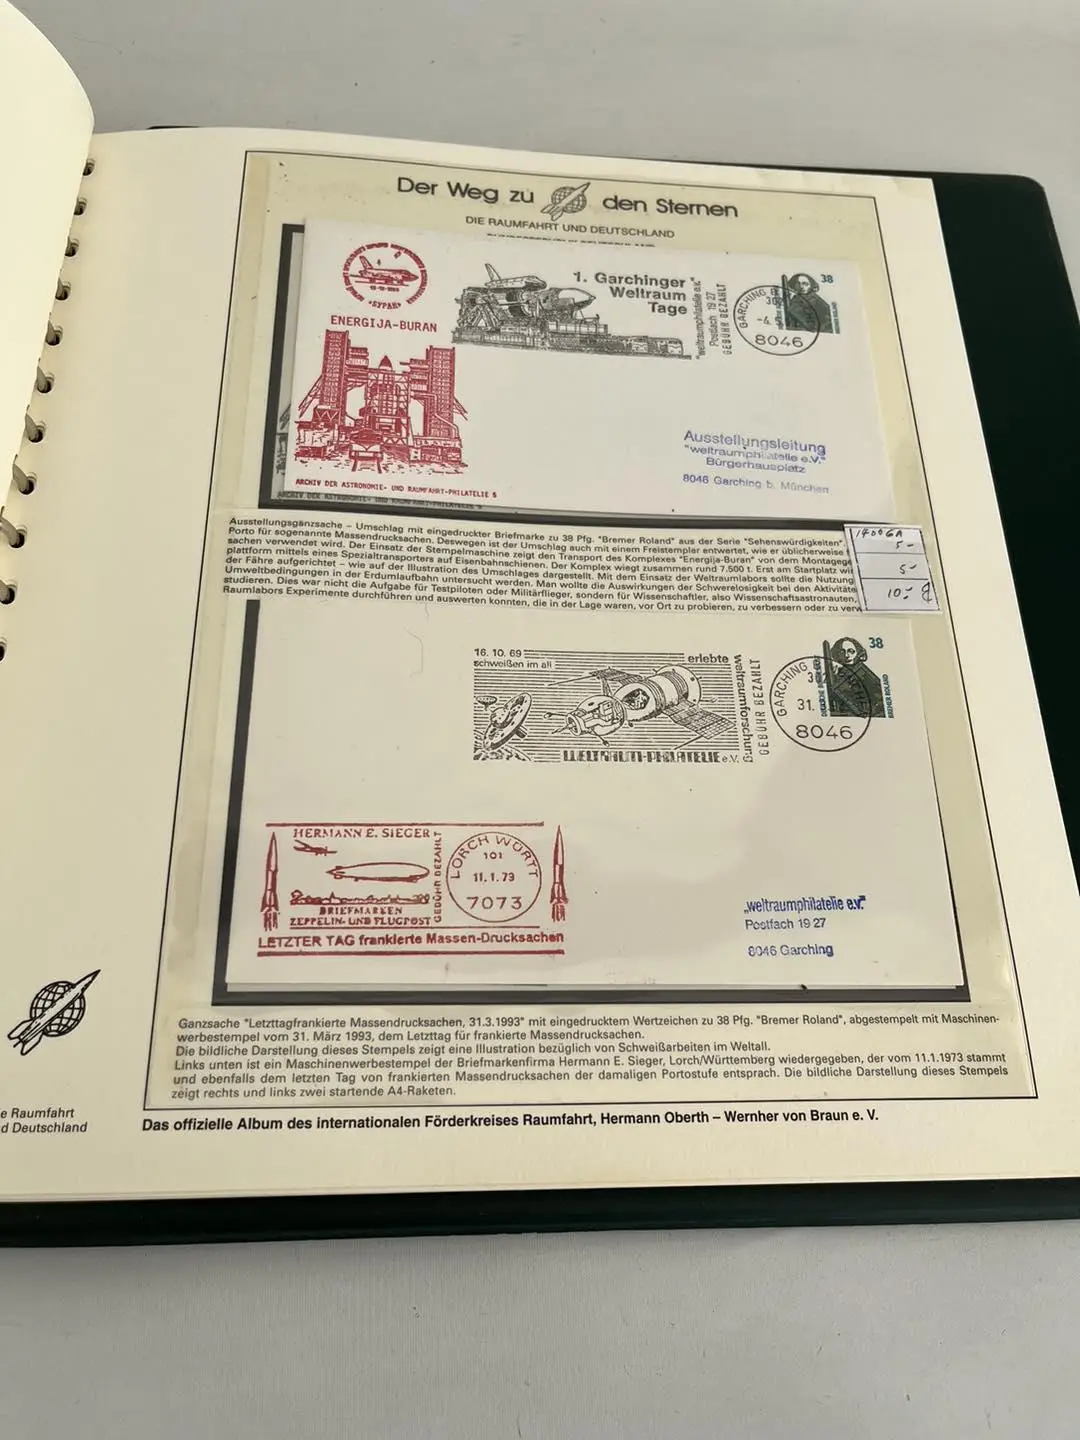 Der Weg zu den Sternen
DIE RAUMFAHRT UND DEUTSCHLAND
«БУРАН»
ENERGIJA-BURAN
1. Garchinger
Weltraum
Tage
"weltraumphilatelie e.V."
Postfach 19 27
GEBÜHR BEZAHLT
GARCHING
-4.
8046
38
BREMER ROLAND
Ausstellungsleitung
"weltraumphilatelie e.V."
Bürgerhausplatz
8046 Garching b. München
ARCHIV DER ASTRONOMIE- UND RAUMFAHRT-PHILATELIE 5
ARCHIV DER ASTRONOMIE- UND RAUMFAHRT-PHILATELIE
Ausstellungsganzsache – Umschlag mit eingedruckter Briefmarke zu 38 Pfg. "Bremer Roland" aus der Serie "Sehenswürdigkeiten".
Porto für sogenannte Massendrucksachen. Deswegen ist der Umschlag auch mit einem Freistempler entwertet, wie er üblicherweise
sachen verwendet wird. Der Einsatz der Stempelmaschine zeigt den Transport des Komplexes "Energija-Buran" von dem Montagege
plattform mittels eines Spezialtransporters auf Eisenbahnschienen. Der Komplex wiegt zusammen rund 7.500 t. Erst am Startplatz wir
der Fähre aufgerichtet – wie auf der Illustration des Umschlages dargestellt. Mit dem Einsatz der Weltraumlabors sollte die Nutzung
Umweltbedingungen in der Erdumlaufbahn untersucht werden. Man wollte die Auswirkungen der Schwerelosigkeit bei den Aktivitäte
studieren. Dies war nicht die Aufgabe für Testpiloten oder Militärflieger, sondern für Wissenschaftler, also Wissenschaftsastronauten,
Raumlabors Experimente durchführen und auswerten konnten, die in der Lage waren, vor Ort zu probieren, zu verbessern oder zu verw
1400 GA
5-
5-
10.-
16. 10. 69
schweißen im all
erlebte
weltraumforschung
GEBÜHR BEZAHLT
WELTRAUM-PHILATELIE e.V.
GARCHING
31.
8046
38
BREMER ROLAND
HERMANN E. SIEGER
BRIEFMARKEN
ZEPPELIN- UND FLUGPOST
GEBÜHR BEZAHLT
LORCH WÜRTT
101
11.1.73
7073
LETZTER TAG frankierte Massen-Drucksachen
„weltraumphilatelie e.v."
Postfach 19 27
8046 Garching
Ganzsache "Letzttagfrankierte Massendrucksachen, 31.3.1993" mit eingedrucktem Wertzeichen zu 38 Pfg. "Bremer Roland", abgestempelt mit Maschinen-
werbestempel vom 31. März 1993, dem Letzttag für frankierte Massendrucksachen.
Die bildliche Darstellung dieses Stempels zeigt eine Illustration bezüglich von Schweißarbeiten im Weltall.
Links unten ist ein Maschinenwerbestempel der Briefmarkenfirma Hermann E. Sieger, Lorch/Württemberg wiedergegeben, der vom 11.1.1973 stammt
und ebenfalls dem letzten Tag von frankierten Massendrucksachen der damaligen Portostufe entsprach. Die bildliche Darstellung dieses Stempels
zeigt rechts und links zwei startende A4-Raketen.
Das offizielle Album des internationalen Förderkreises Raumfahrt, Hermann Oberth – Wernher von Braun e. V.
e Raumfahrt
d Deutschland